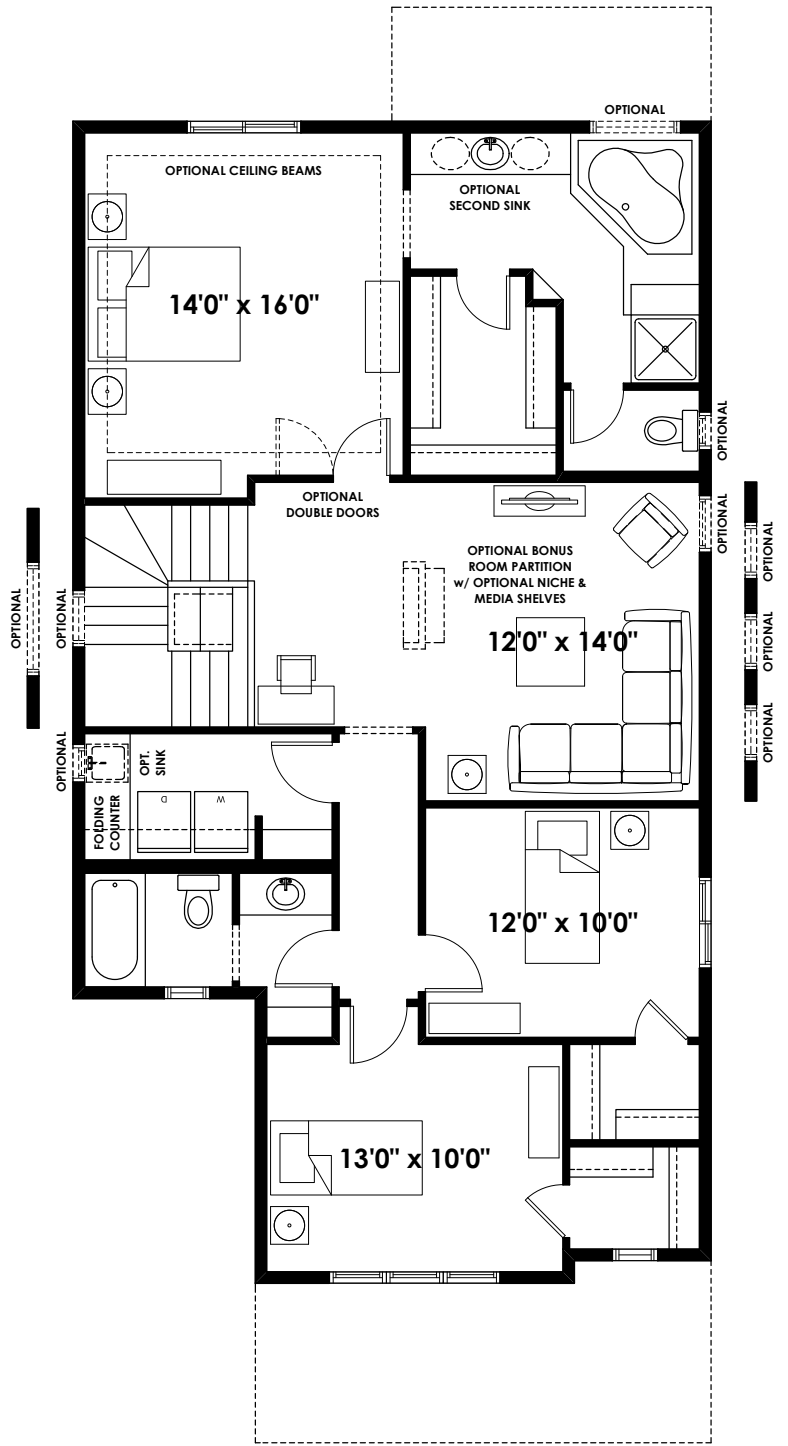 OPTIONAL
OPTIONAL CEILING BEAMS
OPTIONAL
SECOND SINK
14'0" x 16'0"
OPTIONAL
OPTIONAL
DOUBLE DOORS
OPTIONAL
OPTIONAL BONUS
ROOM PARTITION
w/ OPTIONAL NICHE &
MEDIA SHELVES
12'0" x 14'0"
OPTIONAL
OPTIONAL
OPTIONAL
OPTIONAL
OPTIONAL
OPTIONAL
OPT.
SINK
FOLDING
COUNTER
D
W
12'0" x 10'0"
13'0" x 10'0"